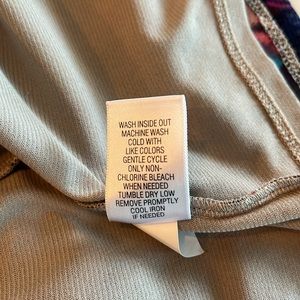 WASH INSIDE OUT
MACHINE WASH
COLD WITH
LIKE COLORS
GENTLE CYCLE
ONLY NON-
CHLORINE BLEACH
WHEN NEEDED
TUMBLE DRY LOW
REMOVE PROMPTLY
COOL IRON
IF NEEDED